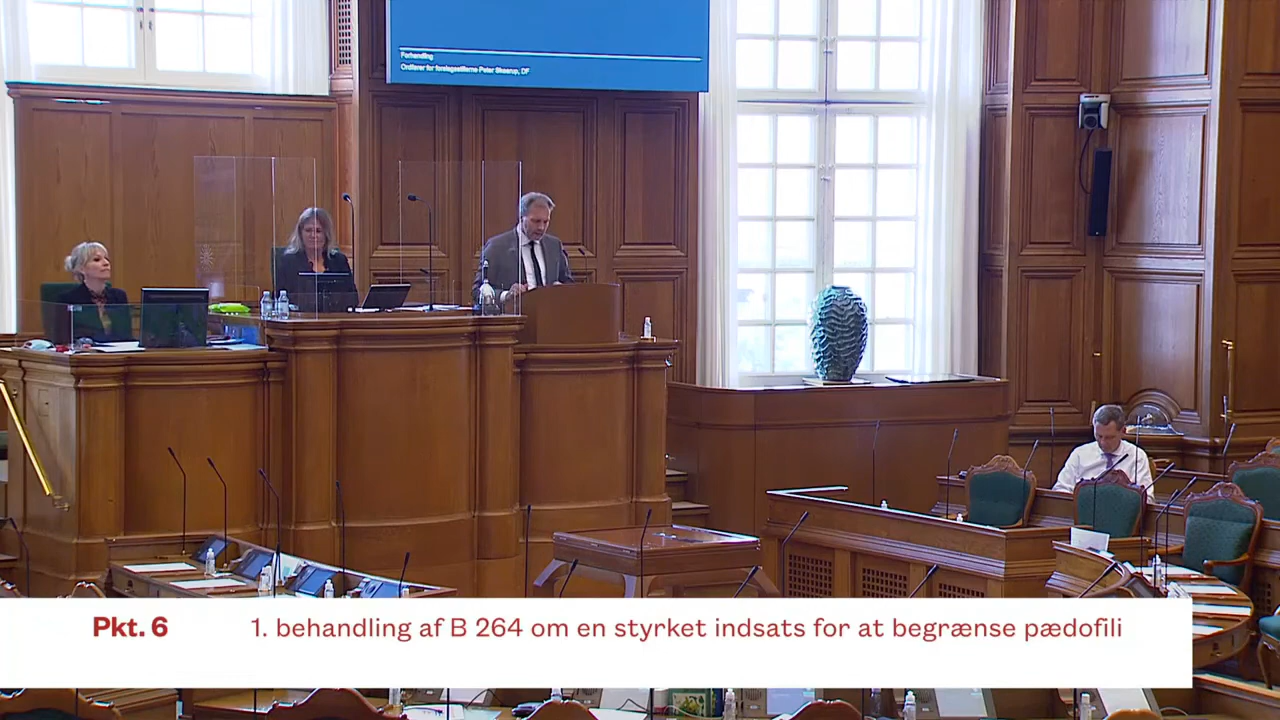 Forhandling
Ordfører for forslagsstillerne Peter Skaarup, DF
Pkt. 6 1. behandling af B 264 om en styrket indsats for at begrænse pædofili